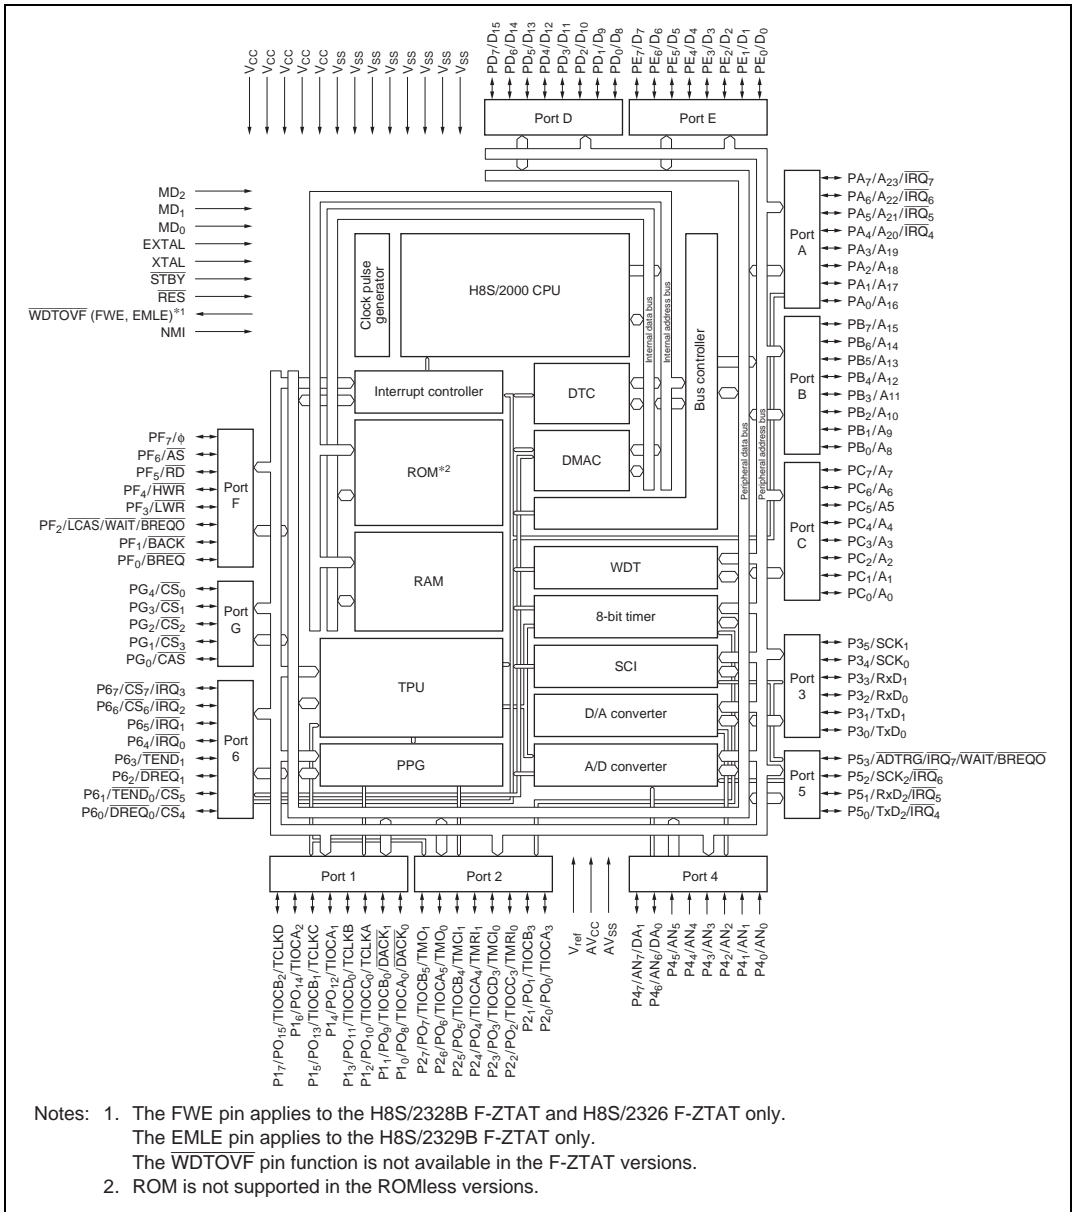 VCC
VCC
VCC
VCC
VCC
VSS
VSS
VSS
VSS
VSS
VSS
VSS
VSS
PD7/D15
PD6/D14
PD5/D13
PD4/D12
PD3/D11
PD2/D10
PD1/D9
PD0/D8
PE7/D7
PE6/D6
PE5/D5
PE4/D4
PE3/D3
PE2/D2
PE1/D1
PE0/D0
Port D
Port E
MD2
MD1
MD0
EXTAL
XTAL
STBY
RES
WDTOVF (FWE, EMLE)*1
NMI
Clock pulse
generator
H8S/2000 CPU
Internal data bus
Internal address bus
Bus controller
Peripheral data bus
Peripheral address bus
Interrupt controller
DTC
ROM*2
DMAC
RAM
WDT
8-bit timer
TPU
SCI
D/A converter
PPG
A/D converter
Port
A
PA7/A23/IRQ7
PA6/A22/IRQ6
PA5/A21/IRQ5
PA4/A20/IRQ4
PA3/A19
PA2/A18
PA1/A17
PA0/A16
Port
B
PB7/A15
PB6/A14
PB5/A13
PB4/A12
PB3/A11
PB2/A10
PB1/A9
PB0/A8
Port
C
PC7/A7
PC6/A6
PC5/A5
PC4/A4
PC3/A3
PC2/A2
PC1/A1
PC0/A0
Port
3
P35/SCK1
P34/SCK0
P33/RxD1
P32/RxD0
P31/TxD1
P30/TxD0
Port
5
P53/ADTRG/IRQ7/WAIT/BREQO
P52/SCK2/IRQ6
P51/RxD2/IRQ5
P50/TxD2/IRQ4
PF7/φ
PF6/AS
PF5/RD
PF4/HWR
PF3/LWR
PF2/LCAS/WAIT/BREQO
PF1/BACK
PF0/BREQ
Port
F
PG4/CS0
PG3/CS1
PG2/CS2
PG1/CS3
PG0/CAS
Port
G
P67/CS7/IRQ3
P66/CS6/IRQ2
P65/IRQ1
P64/IRQ0
P63/TEND1
P62/DREQ1
P61/TEND0/CS5
P60/DREQ0/CS4
Port
6
Port 1
Port 2
Port 4
P17/PO15/TIOCB2/TCLKD
P16/PO14/TIOCA2
P15/PO13/TIOCB1/TCLKC
P14/PO12/TIOCA1
P13/PO11/TIOCD0/TCLKB
P12/PO10/TIOCC0/TCLKA
P11/PO9/TIOCB0/DACK1
P10/PO8/TIOCA0/DACK0
P27/PO7/TIOCB5/TMO1
P26/PO6/TIOCA5/TMO0
P25/PO5/TIOCB4/TMCI1
P24/PO4/TIOCA4/TMRI1
P23/PO3/TIOCD3/TMCI0
P22/PO2/TIOCC3/TMRI0
P21/PO1/TIOCB3
P20/PO0/TIOCA3
Vref
AVCC
AVSS
P47/AN7/DA1
P46/AN6/DA0
P45/AN5
P44/AN4
P43/AN3
P42/AN2
P41/AN1
P40/AN0
Notes: 1. The FWE pin applies to the H8S/2328B F-ZTAT and H8S/2326 F-ZTAT only.
The EMLE pin applies to the H8S/2329B F-ZTAT only.
The WDTOVF pin function is not available in the F-ZTAT versions.
2. ROM is not supported in the ROMless versions.